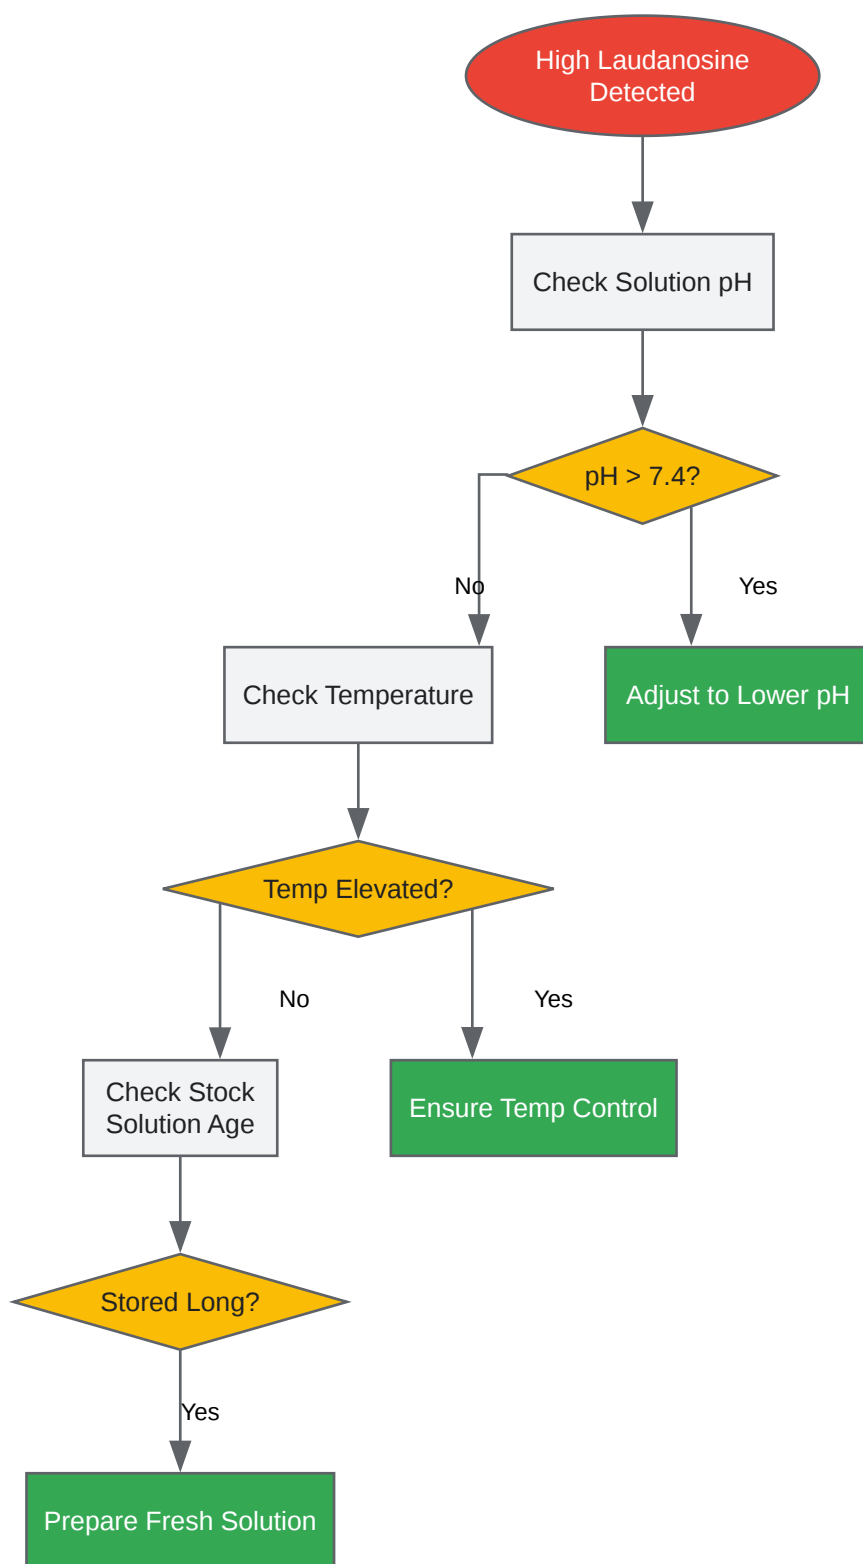 High Laudanosine
Detected
Check Solution pH
pH > 7.4?
No
Yes
Check Temperature
Adjust to Lower pH
Temp Elevated?
No
Yes
Check Stock
Solution Age
Ensure Temp Control
Stored Long?
Yes
Prepare Fresh Solution